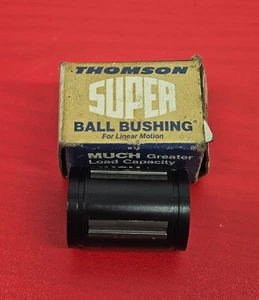 THOMSON
SUPER
BALL BUSHING
For Linear Motion
MUCH Greater
Load Capacity